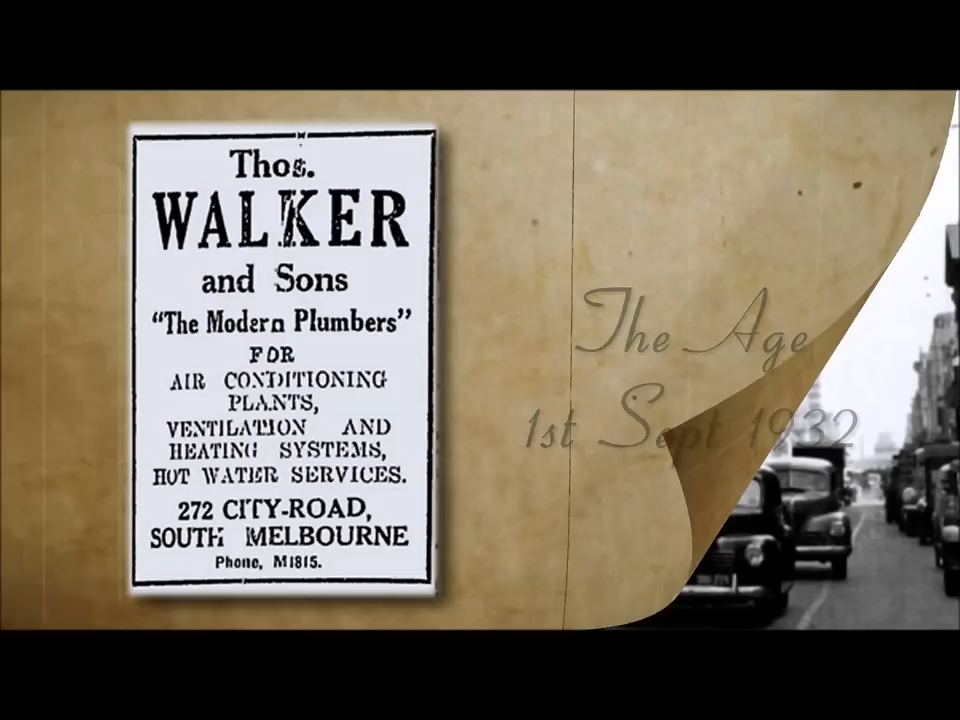 Thos.
WALKER
and Sons
“The Modern Plumbers”
FOR
AIR CONDITIONING
PLANTS,
VENTILATION AND
HEATING SYSTEMS,
HOT WATER SERVICES.
272 CITY-ROAD,
SOUTH MELBOURNE
Phone, M1815.
The Age
1st Sept 1932